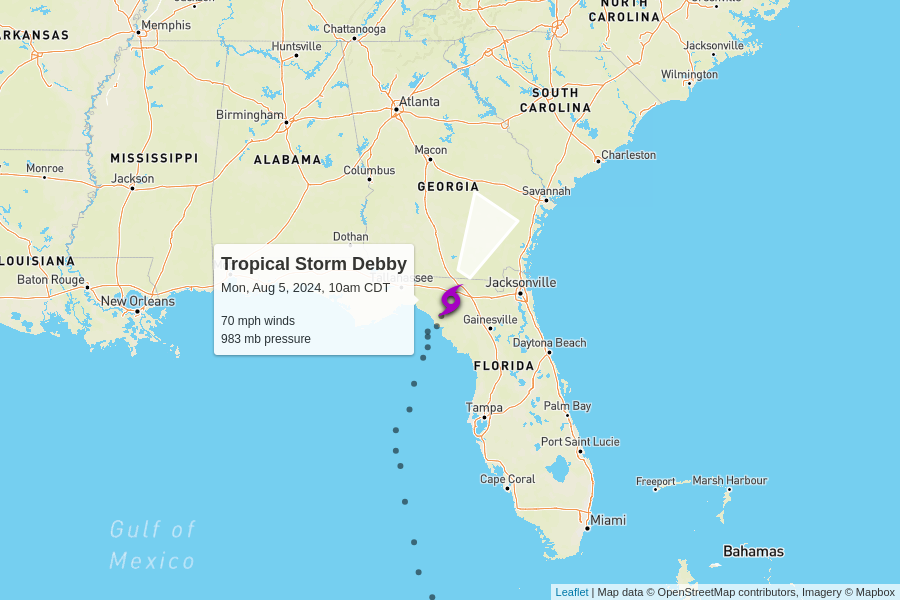 Jackson
Greenville
NORTH
CAROLINA
Memphis
Chattanooga
ARKANSAS
Huntsville
Jacksonville
Wilmington
SOUTH
CAROLINA
Atlanta
Birmingham
Macon
Charleston
MISSISSIPPI
ALABAMA
Monroe
Jackson
Columbus
GEORGIA
Savannah
Dothan
LOUISIANA
Tropical Storm Debby
Mon, Aug 5, 2024, 10am CDT
70 mph winds
983 mb pressure
Tallahassee
Baton Rouge
New Orleans
Jacksonville
Gainesville
Daytona Beach
FLORIDA
Tampa
Palm Bay
Port Saint Lucie
Cape Coral
Freeport
Marsh Harbour
Miami
Gulf of
Mexico
Bahamas
Leaflet | Map data © OpenStreetMap contributors, Imagery © Mapbox